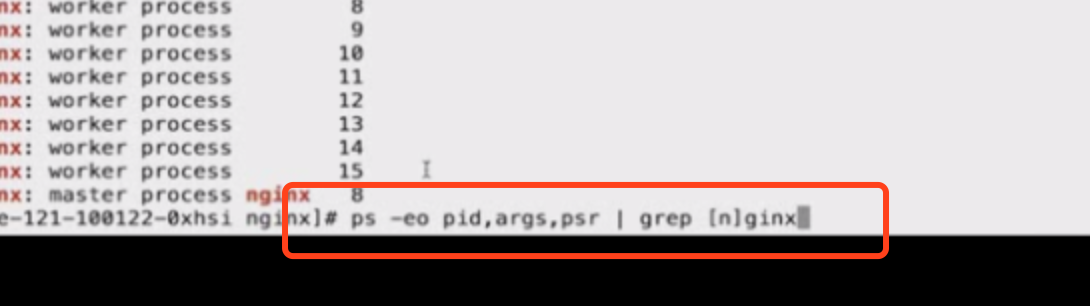 nx: worker process 8
nx: worker process 9
nx: worker process 10
nx: worker process 11
nx: worker process 12
nx: worker process 13
nx: worker process 14
nx: worker process 15
nx: master process nginx 8
e-121-100122-0xhsi nginx]# ps -eo pid,args,psr | grep [n]ginx